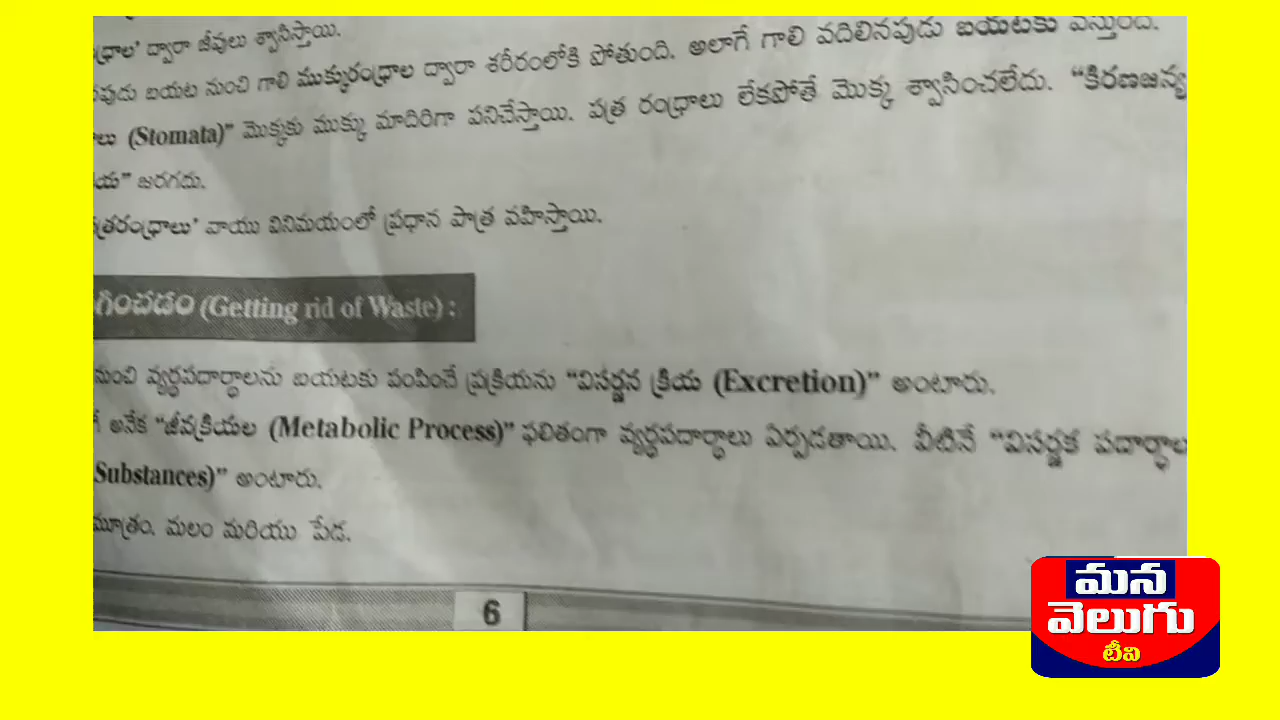 ద్వారా జీవులు శ్వాసిస్తాయి.
బయట నుంచి గాలి ముక్కురంధ్రాల ద్వారా శరీరంలోకి పోతుంది. అలాగే గాలి వదిలినపుడు బయటకు వస్తుంది.
(Stomata)" మొక్కకు ముక్కు మాదిరిగా పనిచేస్తాయి. పత్ర రంధ్రాలు లేకపోతే మొక్క శ్వాసించలేదు. "కిరణజన్య
జరగదు.
వాయు వినిమయంలో ప్రధాన పాత్ర వహిస్తాయి.
(Getting rid of Waste) :
నుంచి వ్యర్థపదార్థాలను బయటకు పంపించే ప్రక్రియను "విసర్జన క్రియ (Excretion)" అంటారు.
అనేక "జీవక్రియల (Metabolic Process)" ఫలితంగా వ్యర్థపదార్థాలు ఏర్పడతాయి. వీటినే "విసర్జక పదార్థాల
Substances)" అంటారు.
మూత్రం, మలం మరియు పేడ.
6
మన
వెలుగు
టీవి